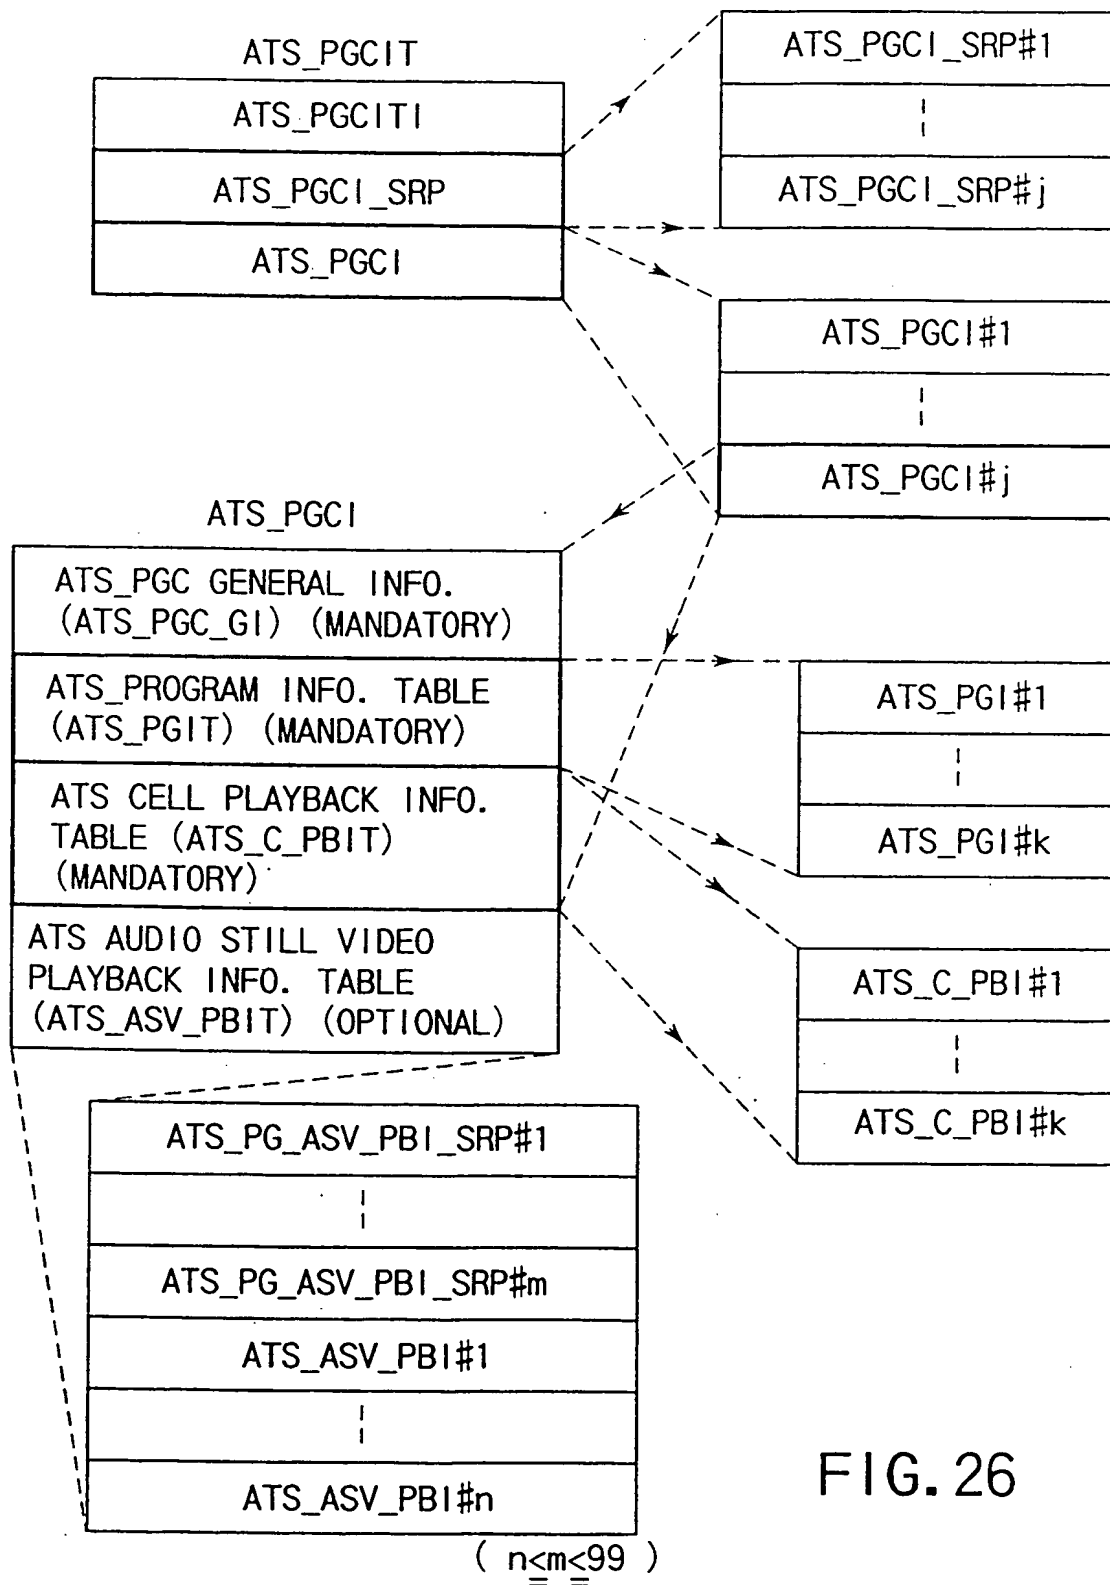 ATS_PGCIT
ATS_PGCITI
ATS_PGCI_SRP
ATS_PGCI
ATS_PGCI_SRP#1
ATS_PGCI_SRP#j
ATS_PGCI#1
ATS_PGCI#j
ATS_PGCI
ATS_PGC GENERAL INFO.
(ATS_PGC_GI) (MANDATORY)
ATS_PROGRAM INFO. TABLE
(ATS_PGIT) (MANDATORY)
ATS CELL PLAYBACK INFO.
TABLE (ATS_C_PBIT)
(MANDATORY)
ATS AUDIO STILL VIDEO
PLAYBACK INFO. TABLE
(ATS_ASV_PBIT) (OPTIONAL)
ATS_PGI#1
ATS_PGI#k
ATS_C_PBI#1
ATS_C_PBI#k
ATS_PG_ASV_PBI_SRP#1
ATS_PG_ASV_PBI_SRP#m
ATS_ASV_PBI#1
ATS_ASV_PBI#n
( n≦m≦99 )
FIG. 26